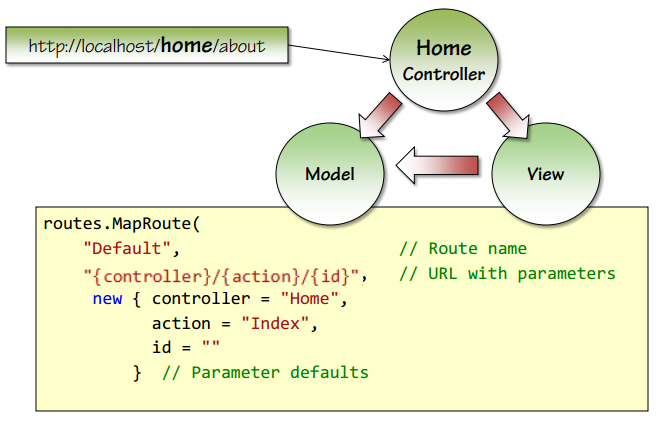 http://localhost/home/about
Home
Controller
Model
View
routes.MapRoute(
"Default", // Route name
"{controller}/{action}/{id}", // URL with parameters
new { controller = "Home",
action = "Index",
id = ""
} // Parameter defaults